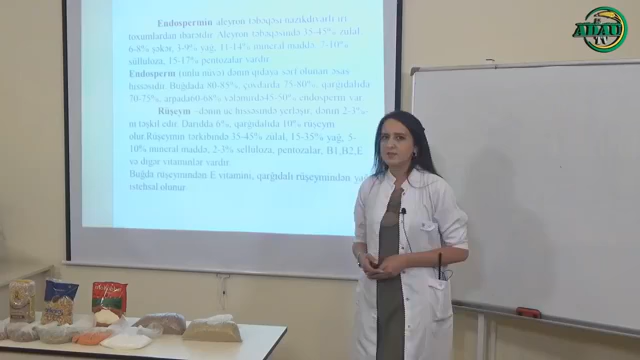 Endospermin aleyron təbəqəsi nazikdivarlı iri
toxumlardan ibarətdir. Aleyron təbəqəsində 35-45% zülal,
6-8% şəkər, 3-9% yağ, 11-14% mineral maddə, 7-10%
sülluloza, 15-17% pentozalar vardır.
Endosperm (unlu nüvə) dənin qidaya sərf olunan əsas
hissəsidir. Buğdada 80-85%, çovdarda 75-80%, qarğıdalıda
70-75%, arpada60-68% vələmirdə45-50% endosperm var.
Rüşeym –dənin üc hissəsində yerləşir, dənin 2-3%-
ni təşkil edir. Darıda 6%, qarğıdalıda 10% rüşeym
olur.Rüşeymin tərkibində 35-45% zülal, 15-35% yağ, 5-
10% mineral maddə, 2-3% selluloza, pentozalar, B1,B2,E
və digər vitaminlər vardır.
Buğda rüşeymindən E vitamini, qarğıdalı rüşeymindən yağ
istehsal olunur.
ADAU
TV